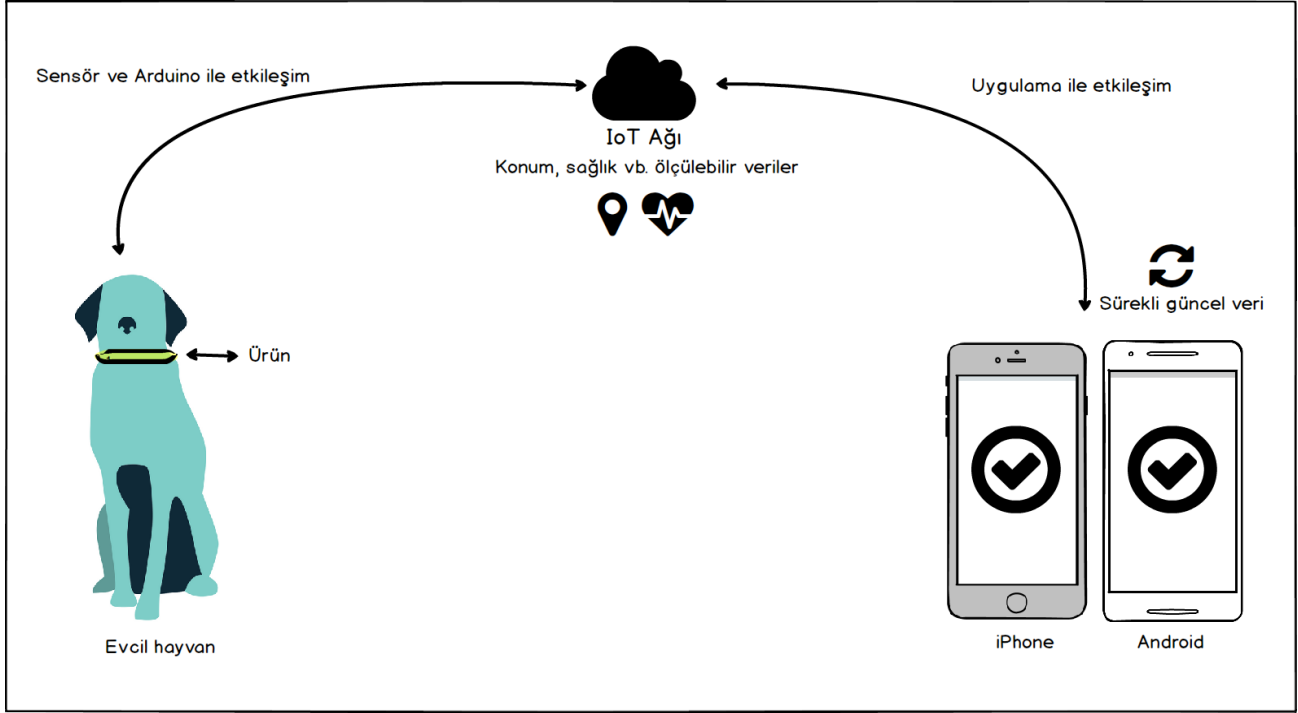 Sensör ve Arduino ile etkileşim
Uygulama ile etkileşim
IoT Ağı
Konum, sağlık vb. ölçülebilir veriler
Sürekli güncel veri
Ürün
Evcil hayvan
iPhone
Android